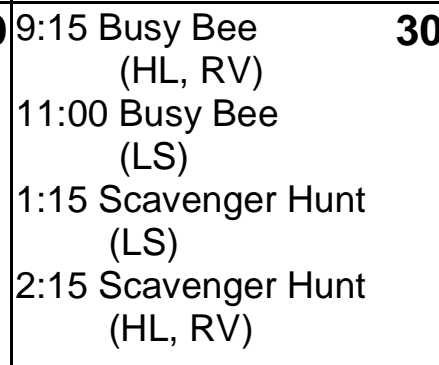 9:15 Busy Bee 30
(HL, RV)
11:00 Busy Bee
(LS)
1:15 Scavenger Hunt
(LS)
2:15 Scavenger Hunt
(HL, RV)